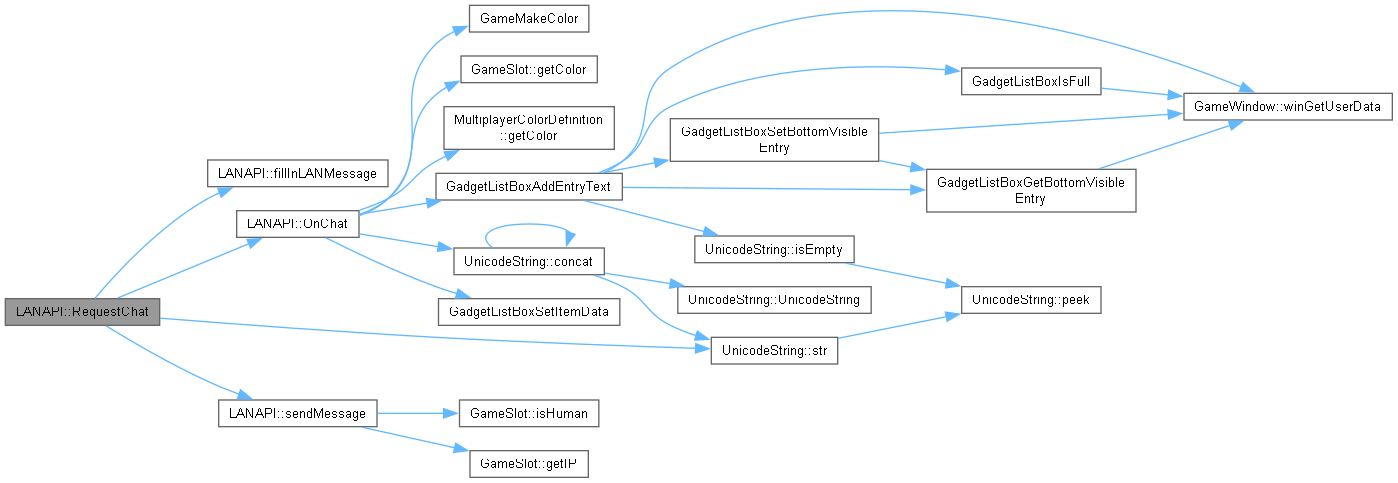 GameMakeColor
GameSlot::getColor
GadgetListBoxIsFull
GameWindow::winGetUserData
MultiplayerColorDefinition
::getColor
GadgetListBoxSetBottomVisible
Entry
LANAPI::fillInLANMessage
GadgetListBoxAddEntryText
GadgetListBoxGetBottomVisible
Entry
LANAPI::OnChat
UnicodeString::isEmpty
UnicodeString::concat
UnicodeString::UnicodeString
UnicodeString::peek
LANAPI::RequestChat
GadgetListBoxSetItemData
UnicodeString::str
LANAPI::sendMessage
GameSlot::isHuman
GameSlot::getIP